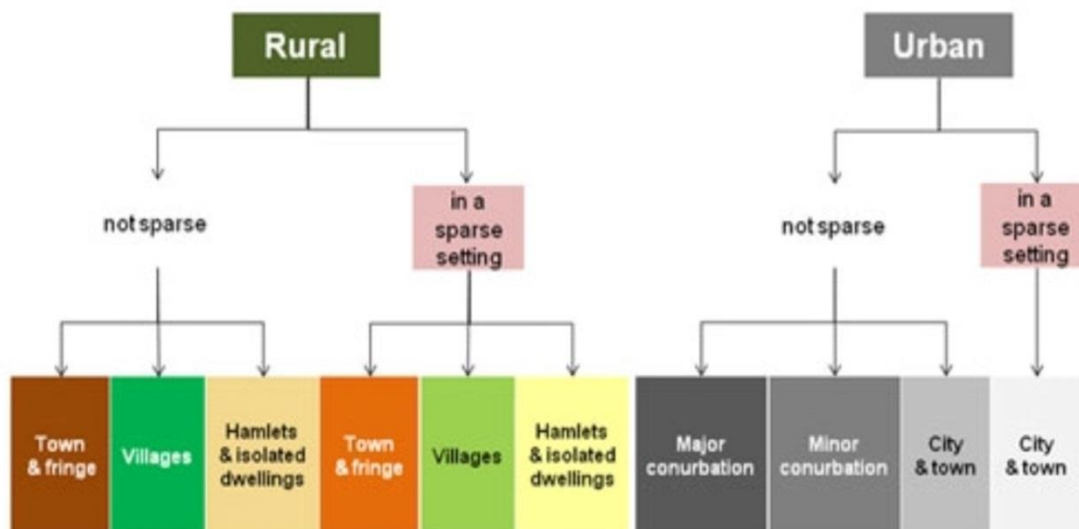 Rural
Urban
not sparse
in a
sparse
setting
not sparse
in a
sparse
setting
Town
& fringe
Villages
Hamlets
& isolated
dwellings
Town
& fringe
Villages
Hamlets
& isolated
dwellings
Major
conurbation
Minor
conurbation
City
& town
City
& town